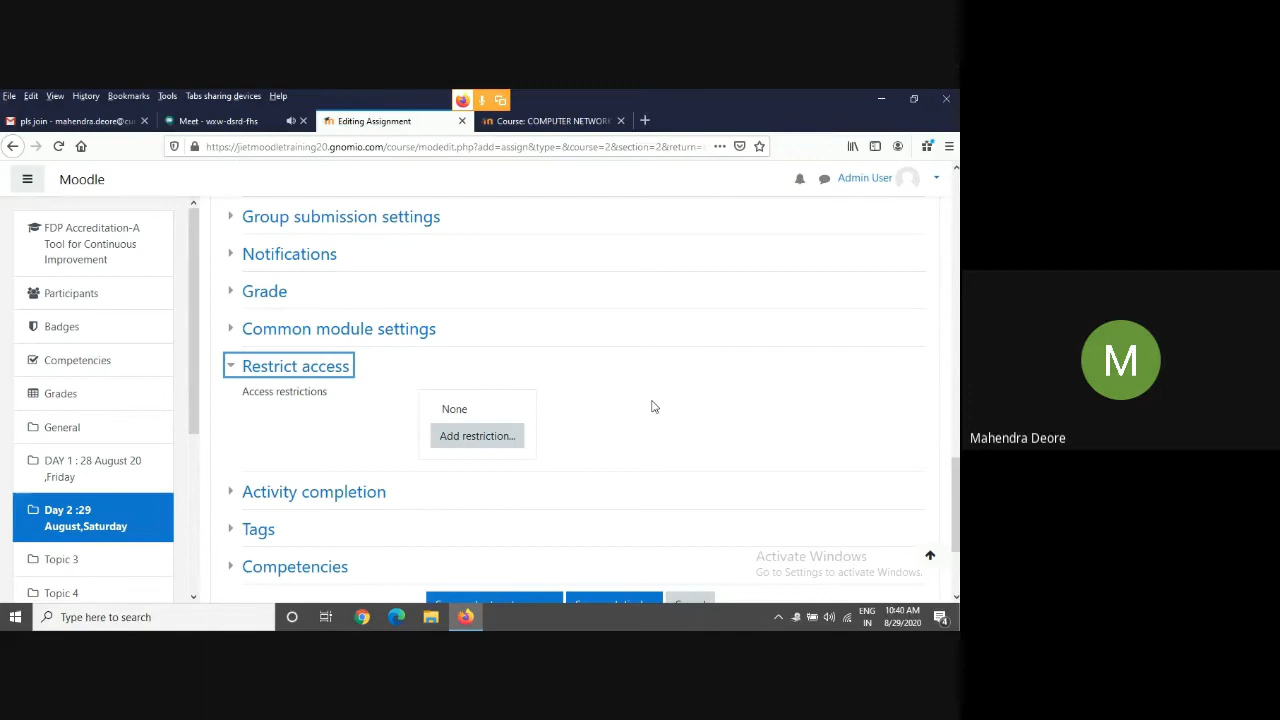 File Edit View History Bookmarks Tools Tabs sharing devices Help
pls join - mahendra.deore@cu
Meet - wxw-dsrd-fhs
Editing Assignment
Course: COMPUTER NETWORK
https://jietmoodletraining20.gnomio.com/course/modedit.php?add=assign&type=&course=2&section=2&return=
Moodle
Admin User
FDP Accreditation-A
Tool for Continuous
Improvement
Participants
Badges
Competencies
Grades
General
DAY 1 : 28 August 20
,Friday
Day 2 :29
August,Saturday
Topic 3
Topic 4
Group submission settings
Notifications
Grade
Common module settings
Restrict access
Access restrictions
None
Add restriction...
Activity completion
Tags
Competencies
Activate Windows
Go to Settings to activate Windows.
Type here to search
ENG
IN
10:40 AM
8/29/2020
4
M
Mahendra Deore